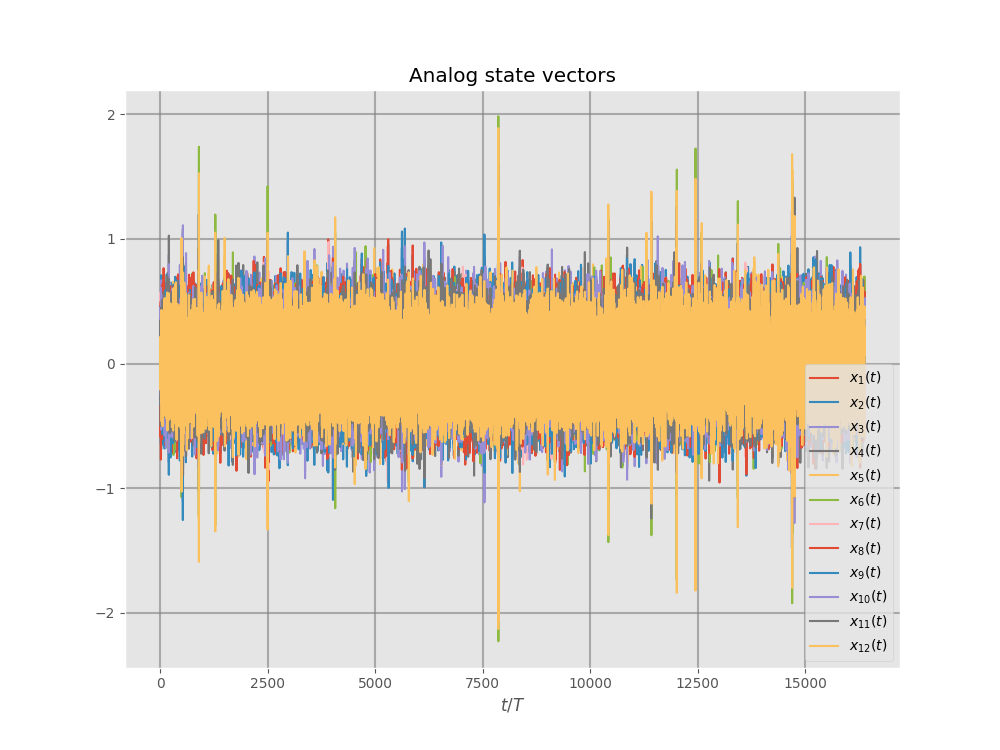 Analog state vectors
2
1
0
−1
−2
0 2500 5000 7500 10000 12500 15000
t/T
x₁(t)
x₂(t)
x₃(t)
x₄(t)
x₅(t)
x₆(t)
x₇(t)
x₈(t)
x₉(t)
x₁₀(t)
x₁₁(t)
x₁₂(t)